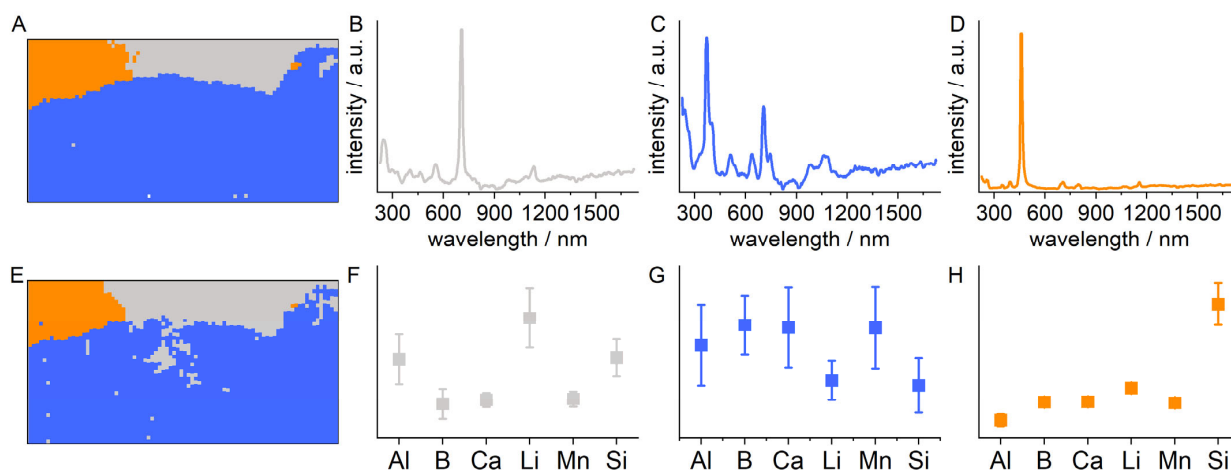 A
B
intensity / a.u.
300 600 900 1200 1500
wavelength / nm
C
intensity / a.u.
300 600 900 1200 1500
wavelength / nm
D
intensity / a.u.
300 600 900 1200 1500
wavelength / nm
E
F
Al B Ca Li Mn Si
G
Al B Ca Li Mn Si
H
Al B Ca Li Mn Si